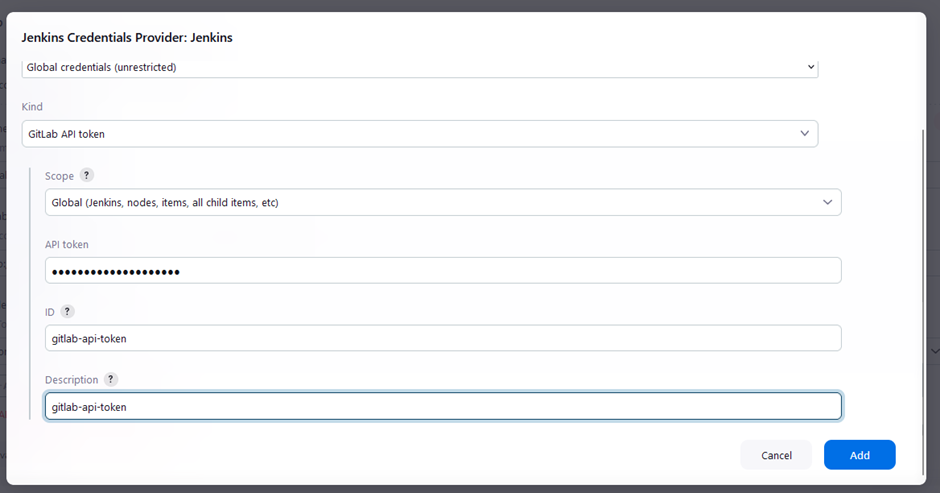 Jenkins Credentials Provider: Jenkins
Global credentials (unrestricted)
Kind
GitLab API token
Scope ?
Global (Jenkins, nodes, items, all child items, etc)
API token
••••••••••••••••••••
ID ?
gitlab-api-token
Description ?
gitlab-api-token
Cancel Add